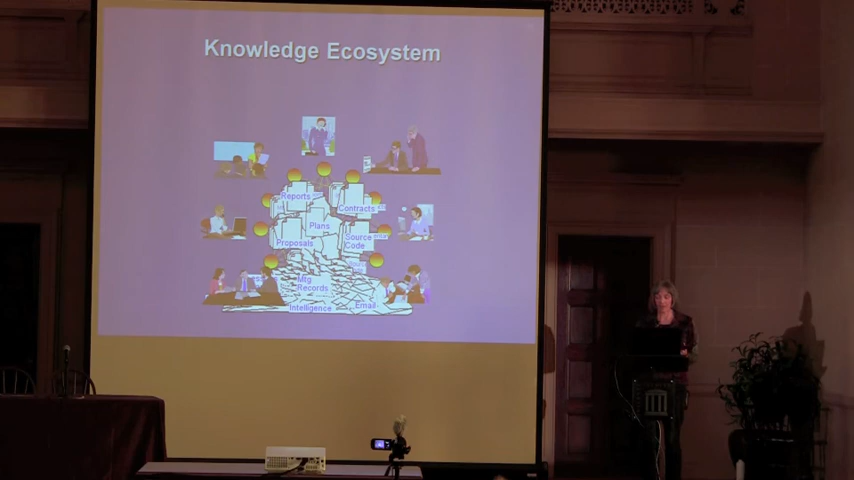 Knowledge Ecosystem
Reports
Contracts
Plans
Proposals
Source
Code
Mtg
Records
Intelligence
Email